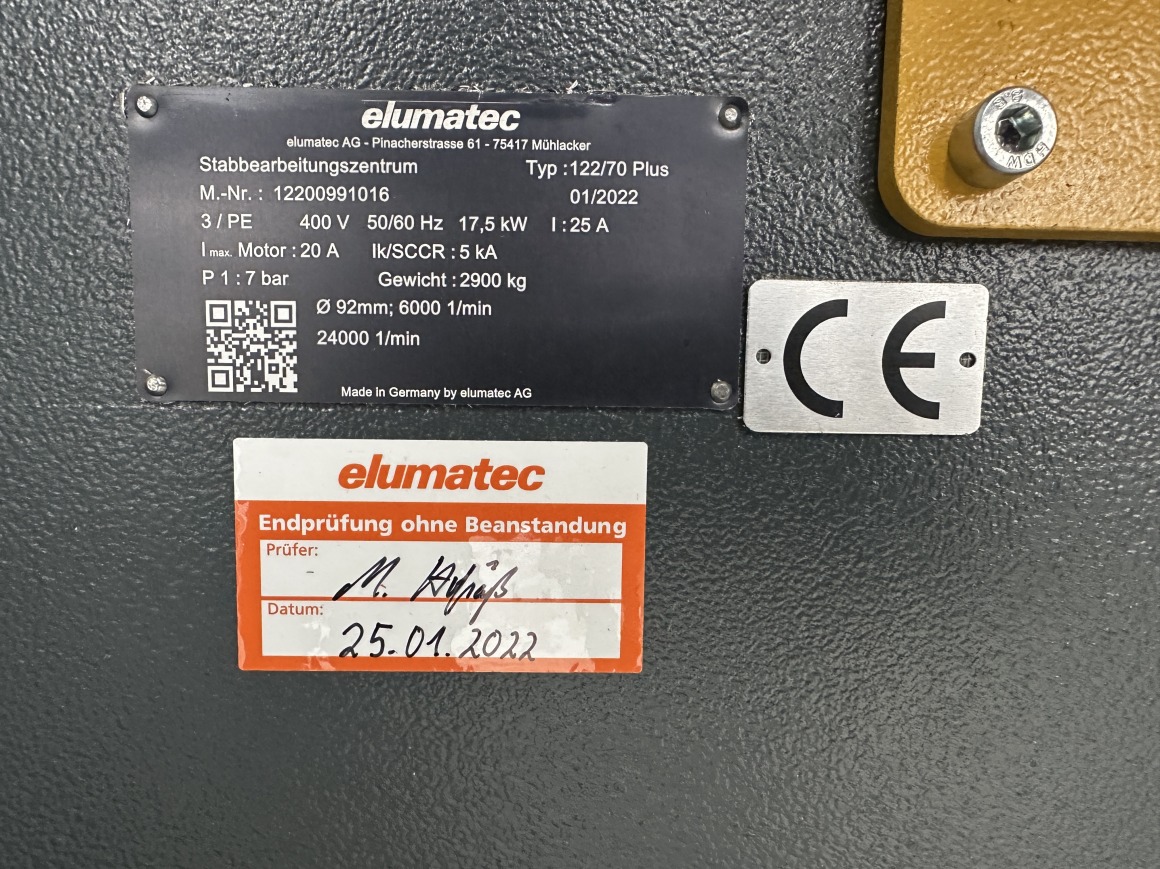 elumatec
elumatec AG - Pinacherstrasse 61 - 75417 Mühlacker
Stabbearbeitungszentrum Typ : 122/70 Plus
M.-Nr. : 12200991016 01/2022
3 / PE 400 V 50/60 Hz 17,5 kW I : 25 A
I max. Motor : 20 A Ik/SCCR : 5 kA
P 1 : 7 bar Gewicht : 2900 kg
Ø 92mm; 6000 1/min
24000 1/min
Made in Germany by elumatec AG
CE
elumatec
Endprüfung ohne Beanstandung
Prüfer:
M.
Datum:
25.01.2022